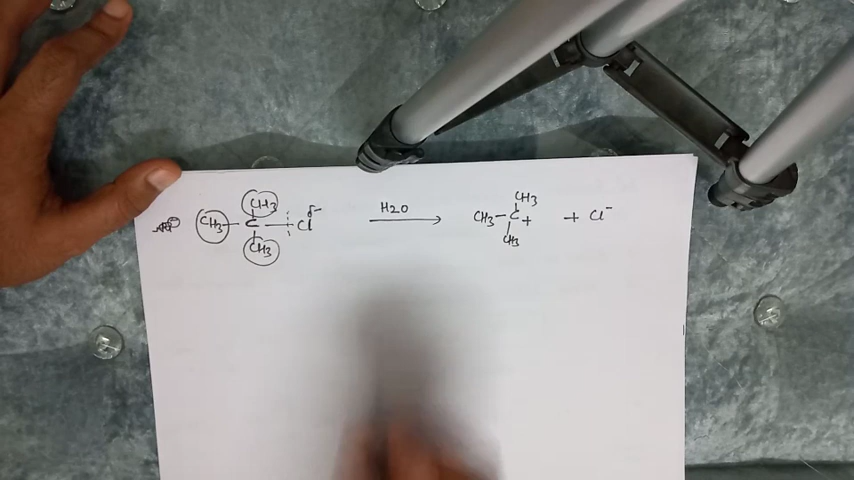 CH3 CH3
δ- H2O
CH3 - C - Cl → CH3 - C + + Cl-
CH3 CH3